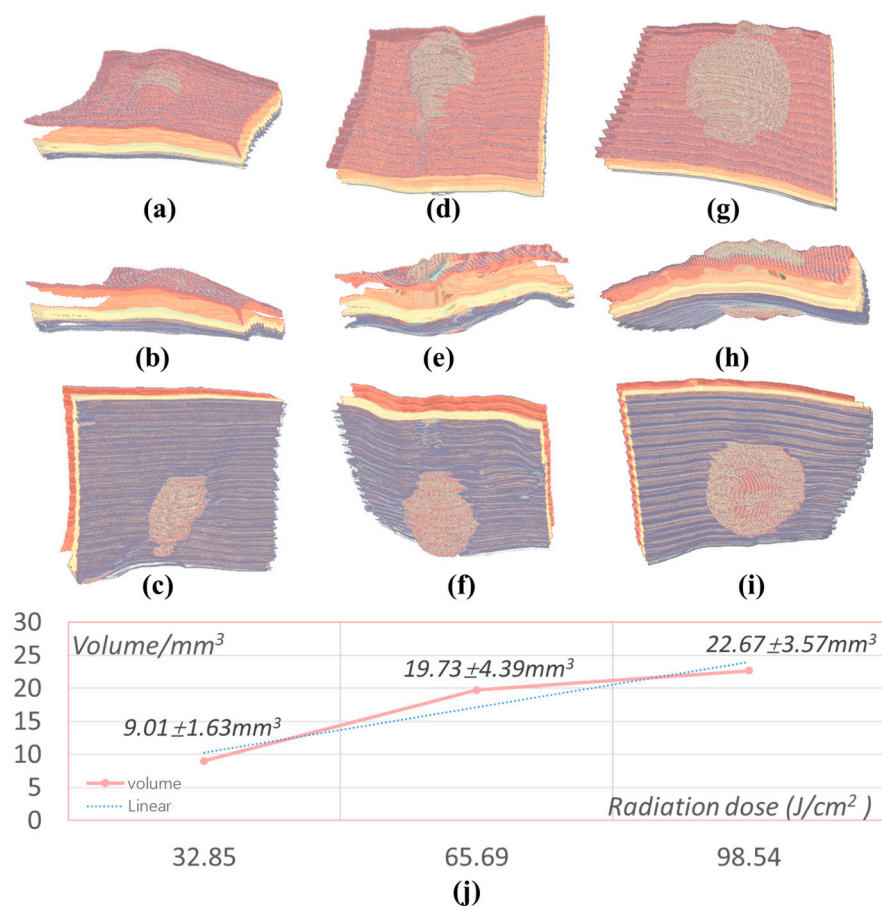 (a)
(d)
(g)
(b)
(e)
(h)
(c)
(f)
(i)
30
25
20
15
10
5
0
Volume/mm³
9.01±1.63mm³
19.73±4.39mm³
22.67±3.57mm³
volume
Linear
Radiation dose (J/cm² )
32.85
65.69
98.54
(j)